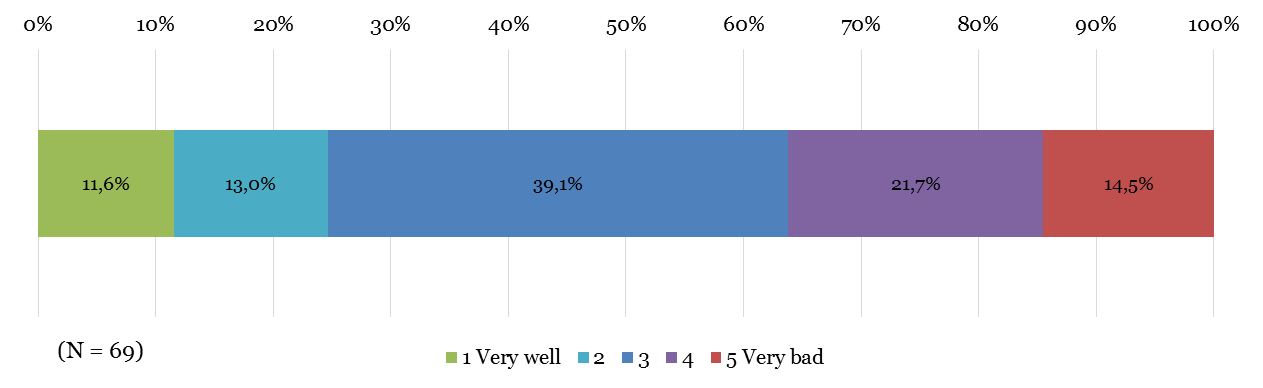 0% 10% 20% 30% 40% 50% 60% 70% 80% 90% 100%
11,6% 13,0% 39,1% 21,7% 14,5%
(N = 69)
1 Very well 2 3 4 5 Very bad